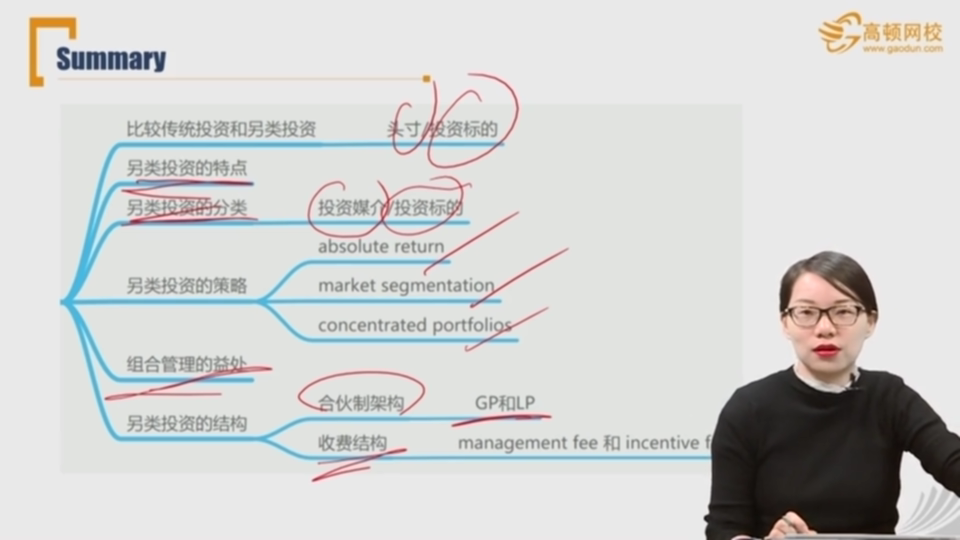 Summary
高顿网校
www.gaodun.com
比较传统投资和另类投资
头寸/投资标的
另类投资的特点
另类投资的分类
投资媒介/投资标的
absolute return
另类投资的策略
market segmentation
concentrated portfolios
组合管理的益处
合伙制架构
GP和LP
另类投资的结构
收费结构
management fee 和 incentive f